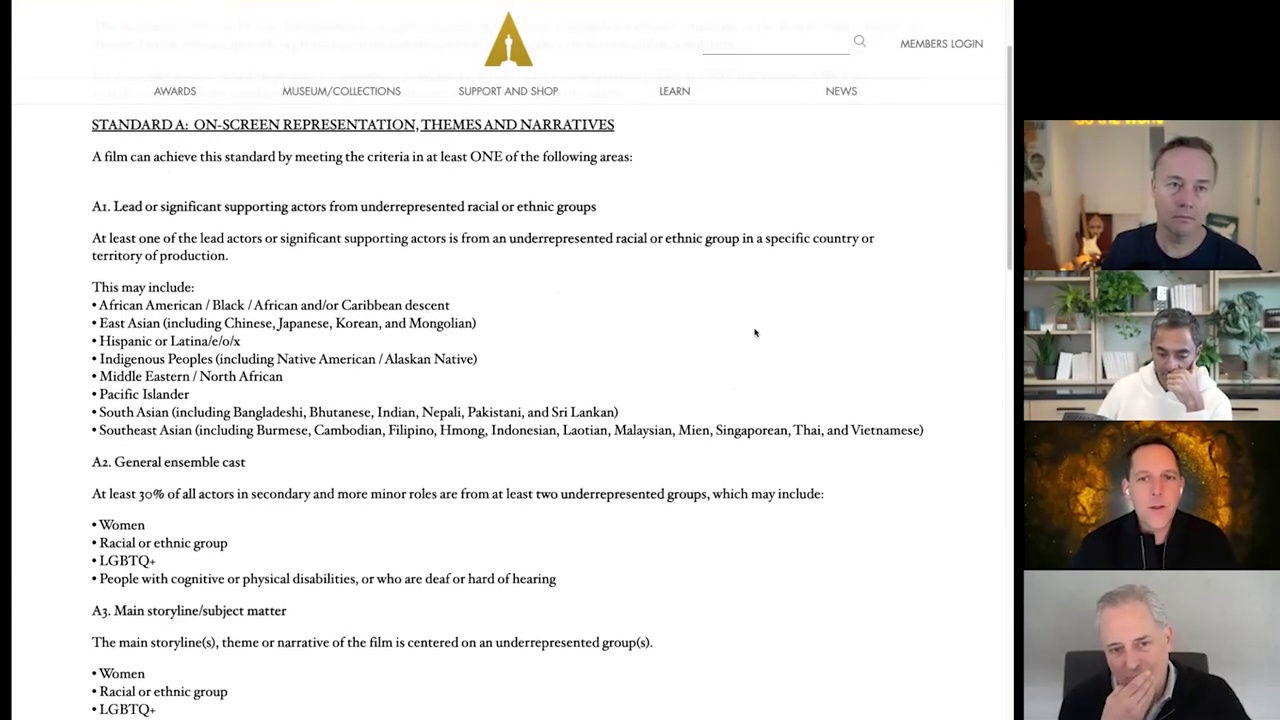 MEMBERS LOGIN
AWARDS
MUSEUM/COLLECTIONS
SUPPORT AND SHOP
LEARN
NEWS
STANDARD A: ON-SCREEN REPRESENTATION, THEMES AND NARRATIVES
A film can achieve this standard by meeting the criteria in at least ONE of the following areas:
A1. Lead or significant supporting actors from underrepresented racial or ethnic groups
At least one of the lead actors or significant supporting actors is from an underrepresented racial or ethnic group in a specific country or
territory of production.
This may include:
• African American / Black / African and/or Caribbean descent
• East Asian (including Chinese, Japanese, Korean, and Mongolian)
• Hispanic or Latina/e/o/x
• Indigenous Peoples (including Native American / Alaskan Native)
• Middle Eastern / North African
• Pacific Islander
• South Asian (including Bangladeshi, Bhutanese, Indian, Nepali, Pakistani, and Sri Lankan)
• Southeast Asian (including Burmese, Cambodian, Filipino, Hmong, Indonesian, Laotian, Malaysian, Mien, Singaporean, Thai, and Vietnamese)
A2. General ensemble cast
At least 30% of all actors in secondary and more minor roles are from at least two underrepresented groups, which may include:
• Women
• Racial or ethnic group
• LGBTQ+
• People with cognitive or physical disabilities, or who are deaf or hard of hearing
A3. Main storyline/subject matter
The main storyline(s), theme or narrative of the film is centered on an underrepresented group(s).
• Women
• Racial or ethnic group
• LGBTQ+